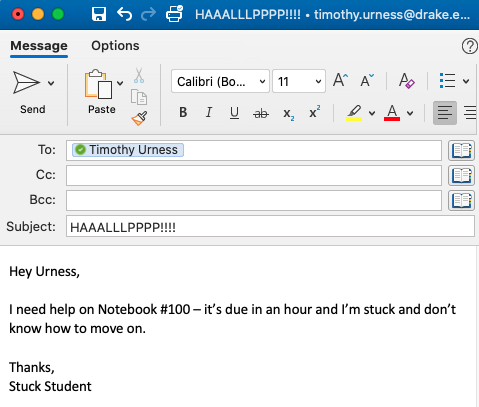 HAAALLLPPPP!!!! • timothy.urness@drake.e...
Message Options
Send
Paste
Calibri (Bo... 11 A A A
B I U ab x₂ x² A
To: Timothy Urness
Cc:
Bcc:
Subject: HAAALLLPPPP!!!!
Hey Urness,
I need help on Notebook #100 – it’s due in an hour and I’m stuck and don’t
know how to move on.
Thanks,
Stuck Student